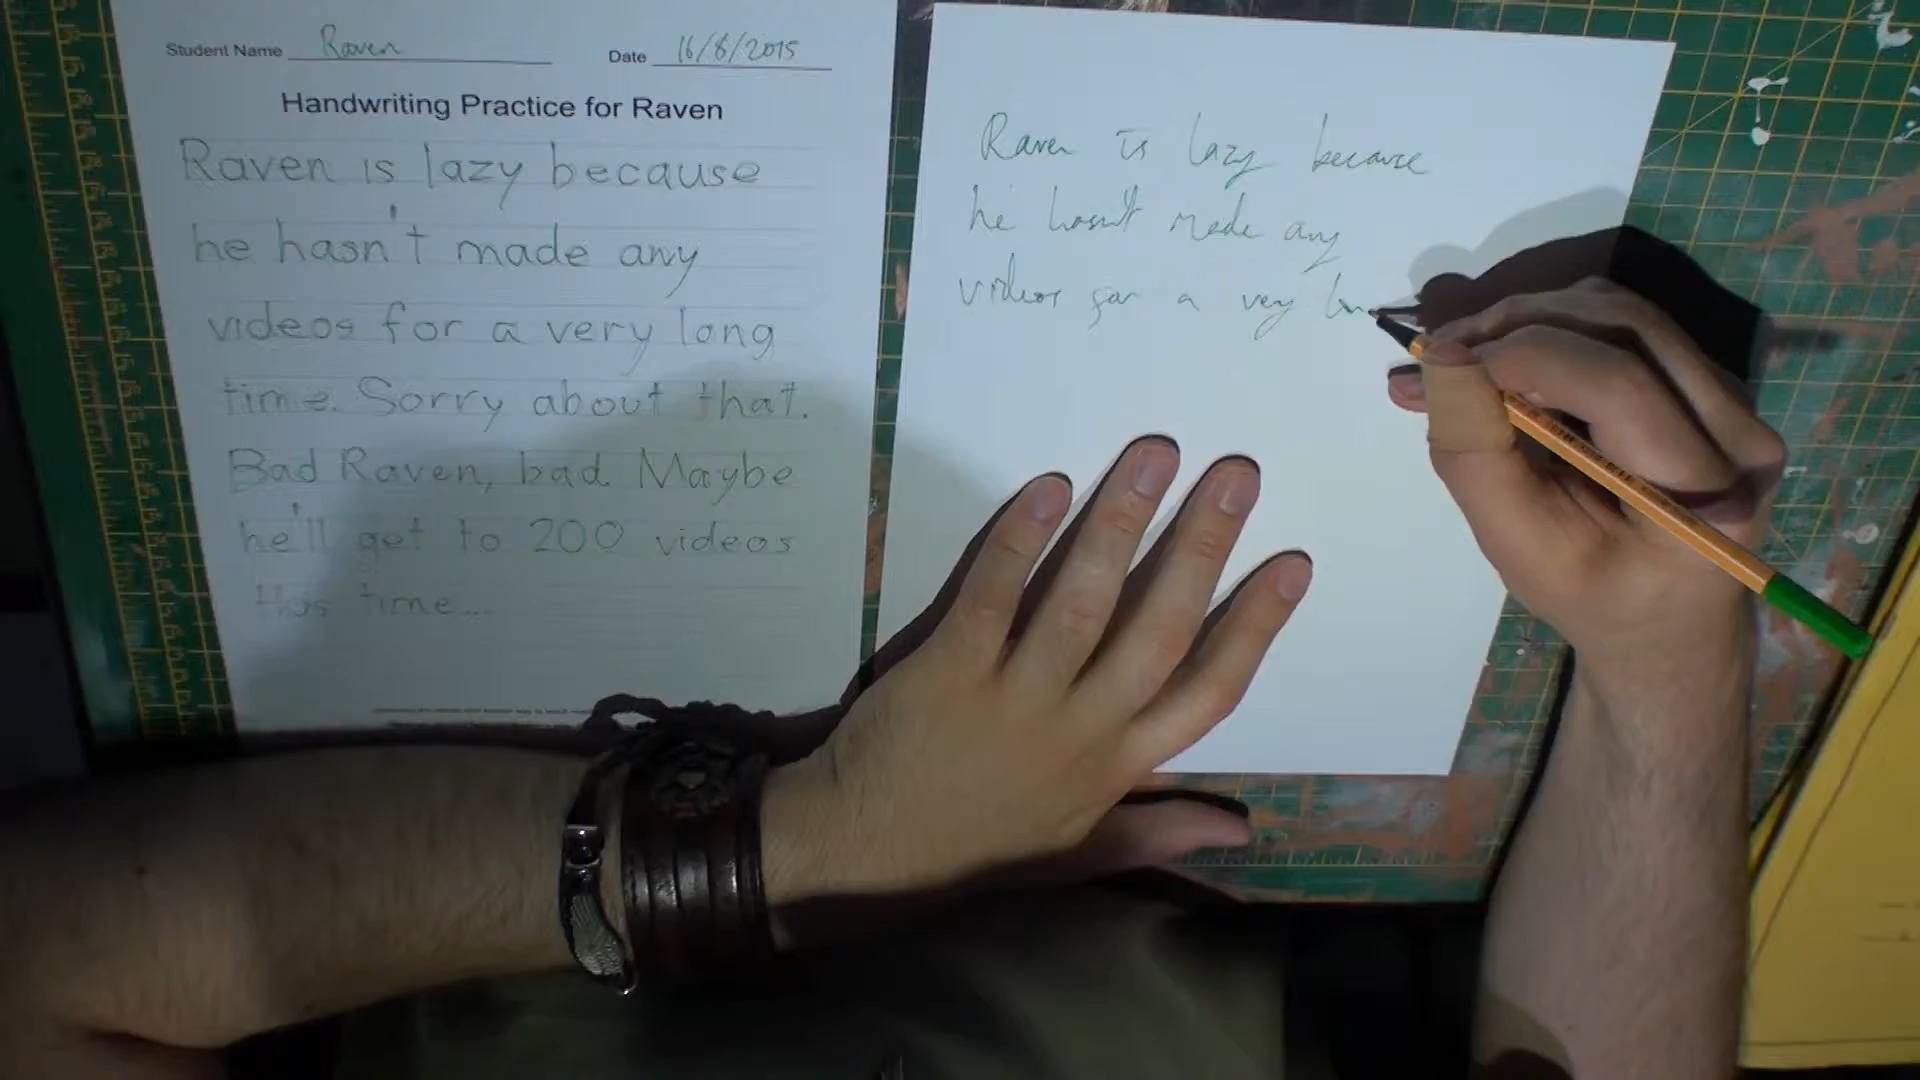 Student Name Raven Date 16/8/2015
Handwriting Practice for Raven
Raven is lazy because
he hasn't made any
videos for a very long
time. Sorry about that.
Bad Raven, bad. Maybe
he'll get to 200 videos
this time...
Raven is lazy because
he hasn't made any
videos for a very lon